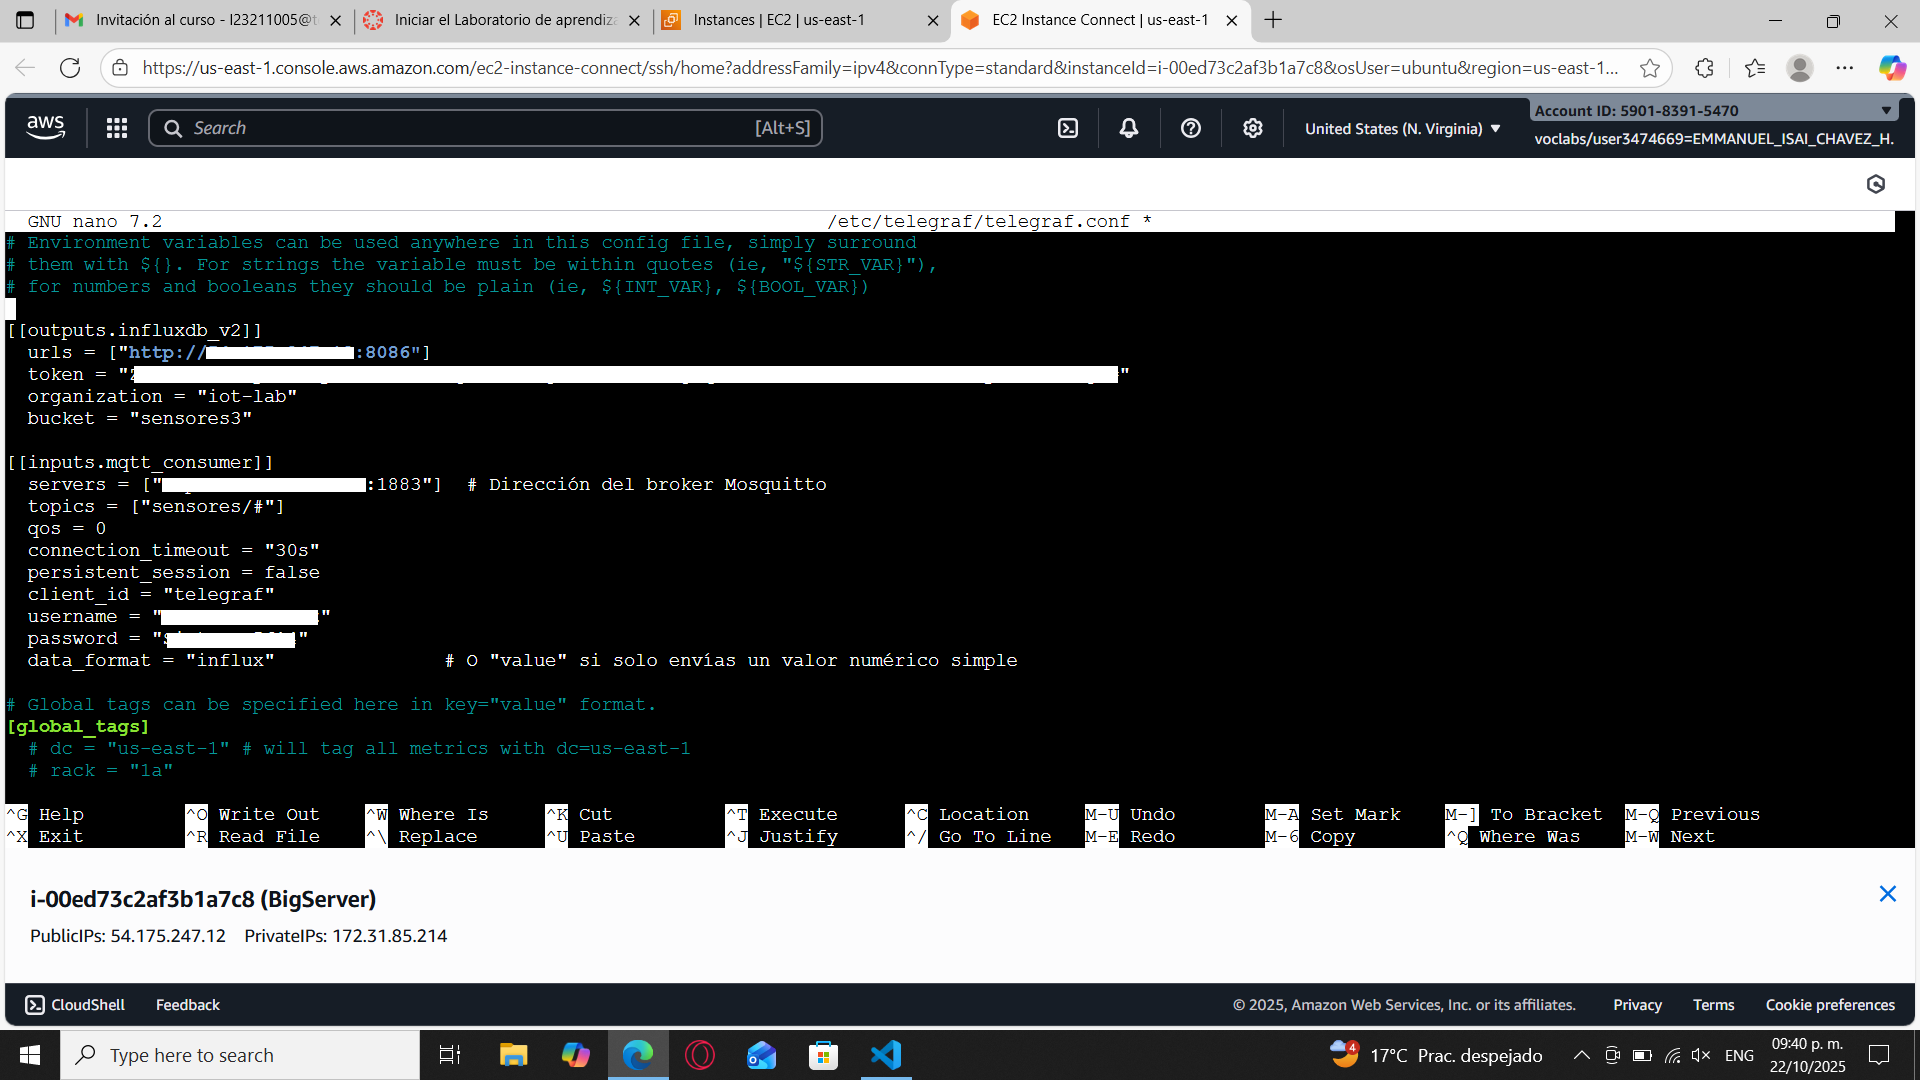 Invitación al curso - l23211005@t
Iniciar el Laboratorio de aprendiza
Instances | EC2 | us-east-1
EC2 Instance Connect | us-east-1
https://us-east-1.console.aws.amazon.com/ec2-instance-connect/ssh/home?addressFamily=ipv4&connType=standard&instanceId=i-00ed73c2af3b1a7c8&osUser=ubuntu&region=us-east-1...
aws
Search [Alt+S]
United States (N. Virginia)
Account ID: 5901-8391-5470
voclabs/user3474669=EMMANUEL_ISAI_CHAVEZ_H.
GNU nano 7.2 /etc/telegraf/telegraf.conf *
# Environment variables can be used anywhere in this config file, simply surround
# them with ${}. For strings the variable must be within quotes (ie, "${STR_VAR}"),
# for numbers and booleans they should be plain (ie, ${INT_VAR}, ${BOOL_VAR})
[[outputs.influxdb_v2]]
urls = ["http:// :8086"]
token = " "
organization = "iot-lab"
bucket = "sensores3"
[[inputs.mqtt_consumer]]
servers = [" :1883"] # Dirección del broker Mosquitto
topics = ["sensores/#"]
qos = 0
connection_timeout = "30s"
persistent_session = false
client_id = "telegraf"
username = " "
password = " "
data_format = "influx" # O "value" si solo envías un valor numérico simple
# Global tags can be specified here in key="value" format.
[global_tags]
# dc = "us-east-1" # will tag all metrics with dc=us-east-1
# rack = "1a"
^G Help ^O Write Out ^W Where Is ^K Cut ^T Execute ^C Location M-U Undo M-A Set Mark M-] To Bracket M-Q Previous
^X Exit ^R Read File ^\ Replace ^U Paste ^J Justify ^/ Go To Line M-E Redo M-6 Copy ^Q Where Was M-W Next
i-00ed73c2af3b1a7c8 (BigServer)
PublicIPs: 54.175.247.12 PrivateIPs: 172.31.85.214
CloudShell Feedback © 2025, Amazon Web Services, Inc. or its affiliates. Privacy Terms Cookie preferences
Type here to search
4
17°C Prac. despejado
ENG
09:40 p. m.
22/10/2025